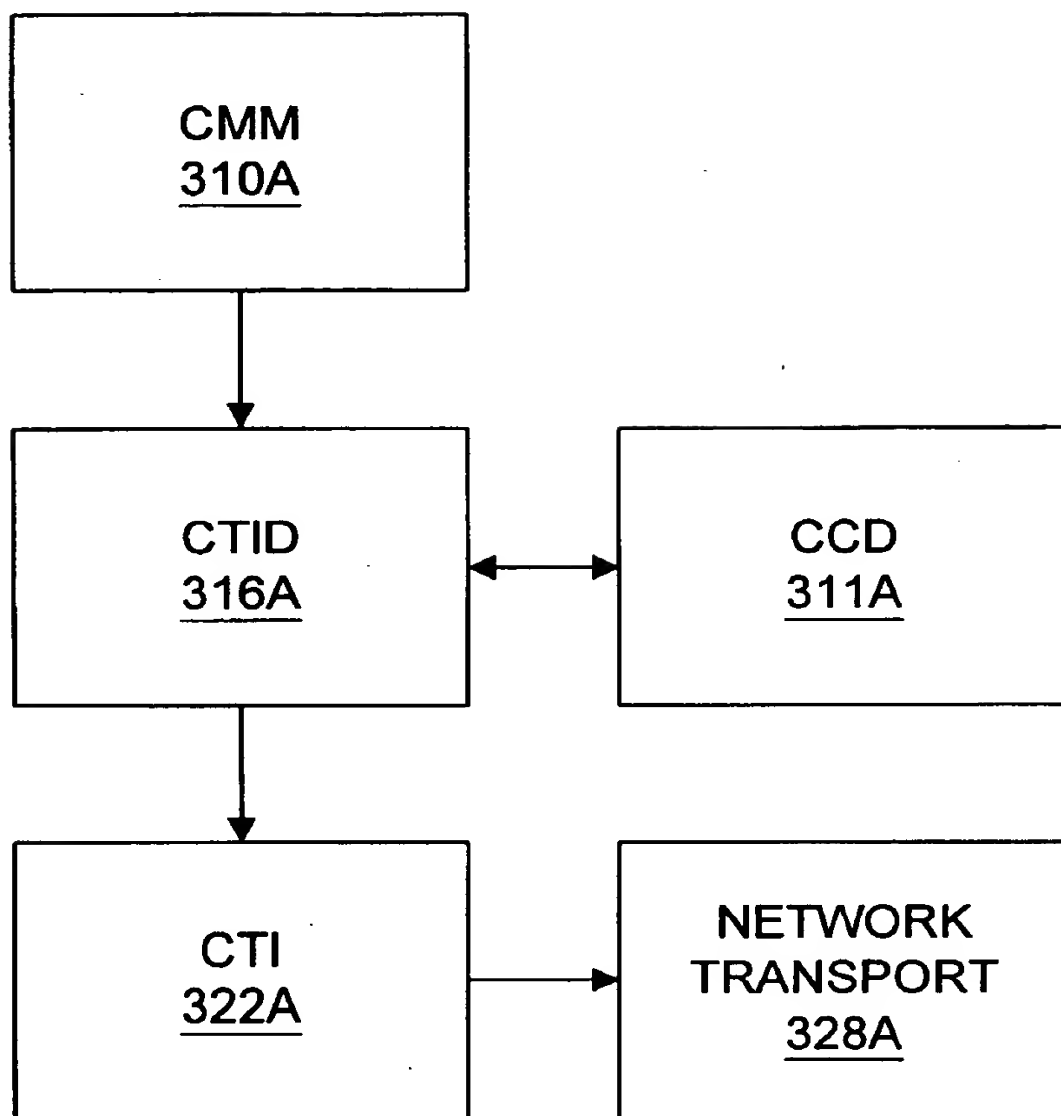 CMM
310A
CTID
316A
CCD
311A
CTI
322A
NETWORK
TRANSPORT
328A